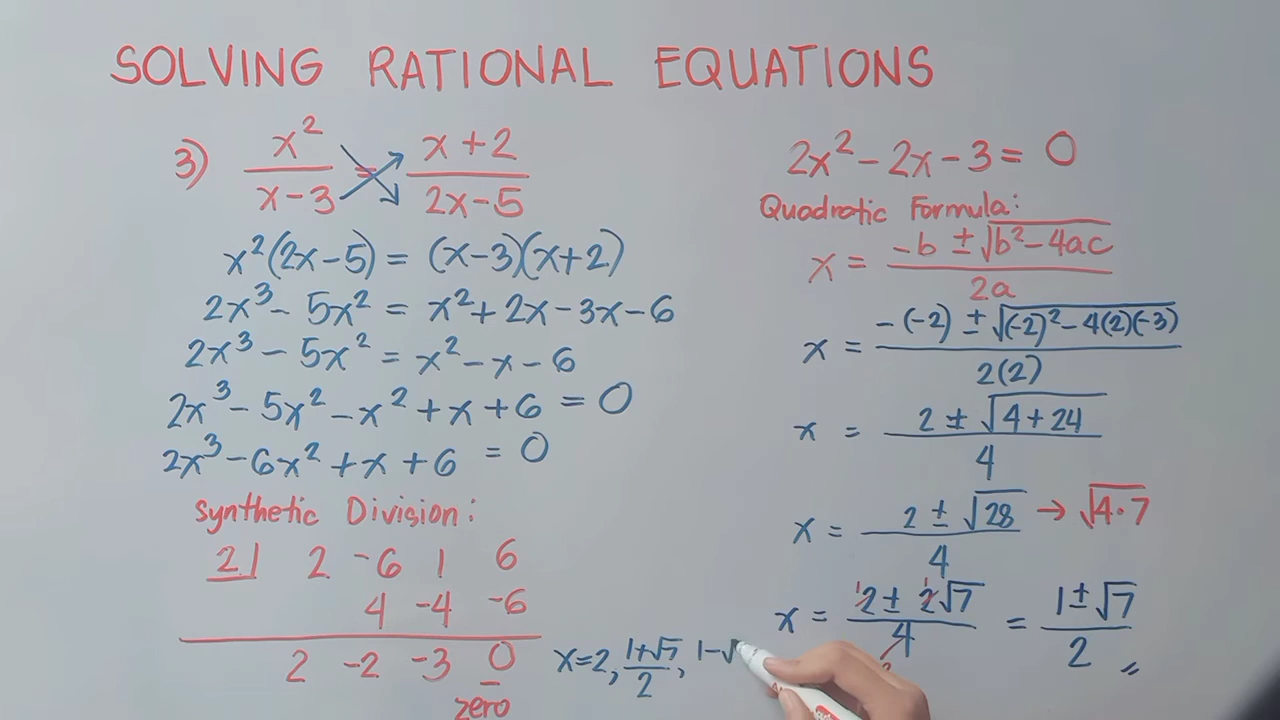 SOLVING RATIONAL EQUATIONS
3) x²/(x-3) = (x+2)/(2x-5)
x²(2x-5) = (x-3)(x+2)
2x³-5x² = x²+2x-3x-6
2x³-5x² = x²-x-6
2x³-5x²-x²+x+6 = 0
2x³-6x²+x+6 = 0
Synthetic Division:
2| 2 -6 1 6
4 -4 -6
2 -2 -3 0
zero
x=2, (1+√7)/2, 1-√
2x²-2x-3=0
Quadratic Formula:
x = (-b ± √(b²-4ac))/(2a)
x = (-(-2) ± √((-2)²-4(2)(-3)))/(2(2))
x = (2 ± √(4+24))/4
x = (2 ± √28)/4 → √(4·7)
x = (2 ± 2√7)/4 = (1±√7)/2